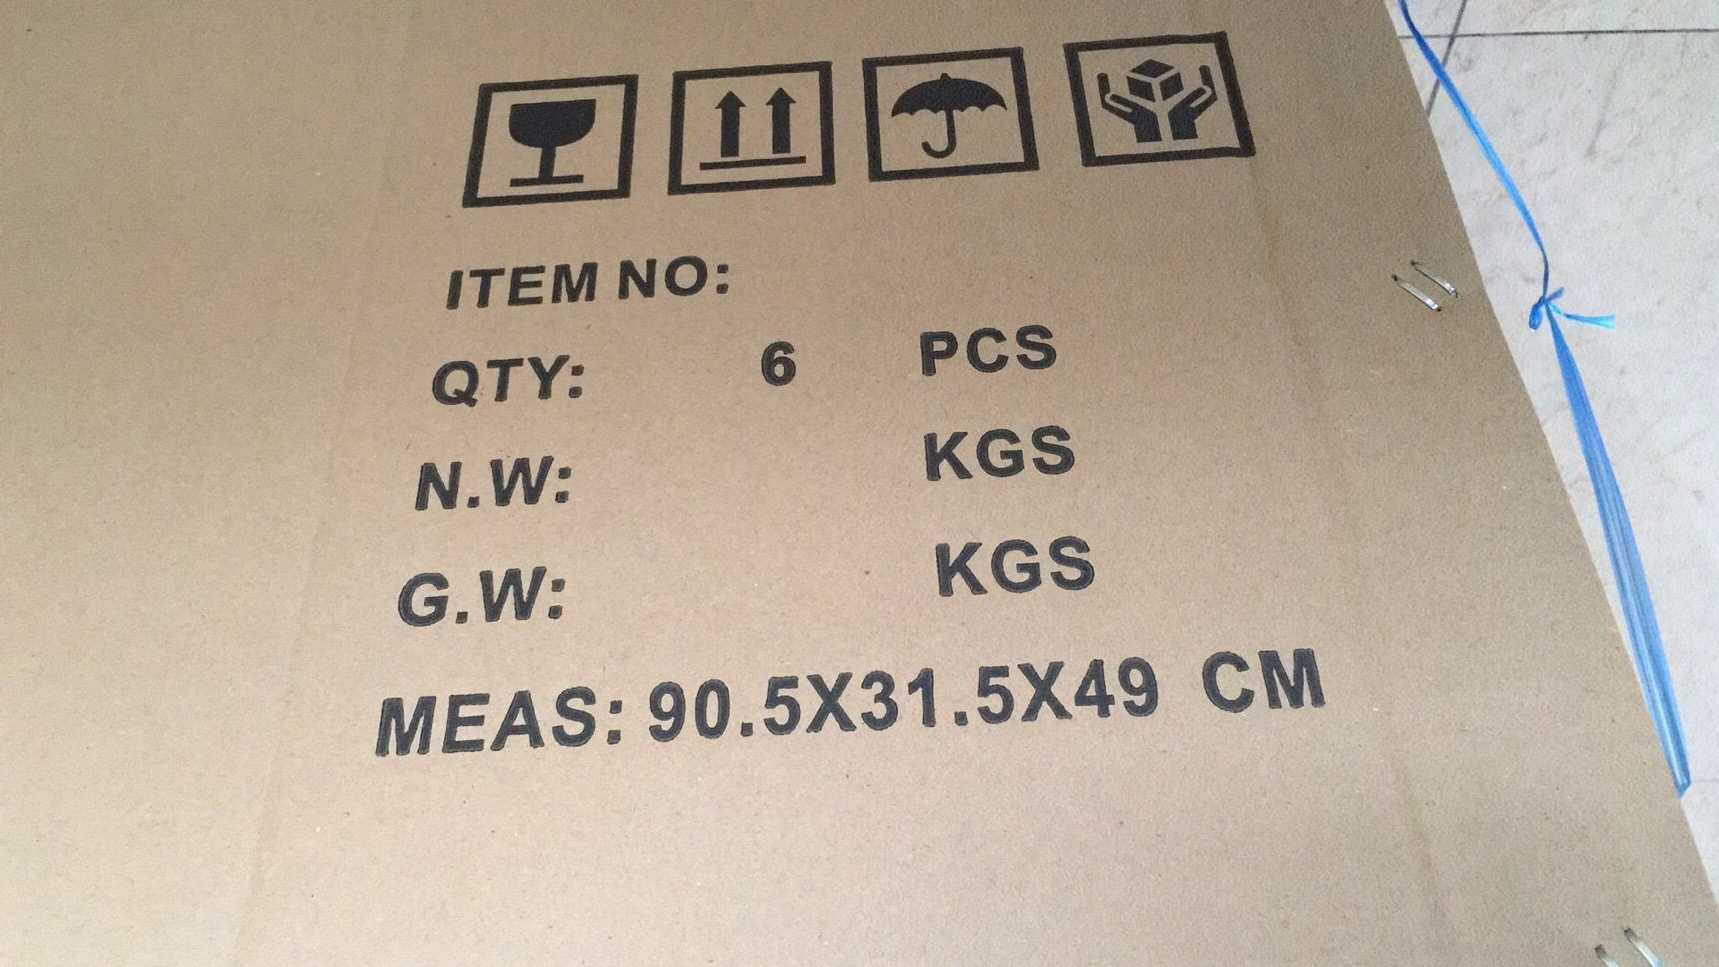 ITEM NO:
QTY: 6 PCS
N.W: KGS
G.W: KGS
MEAS: 90.5X31.5X49 CM